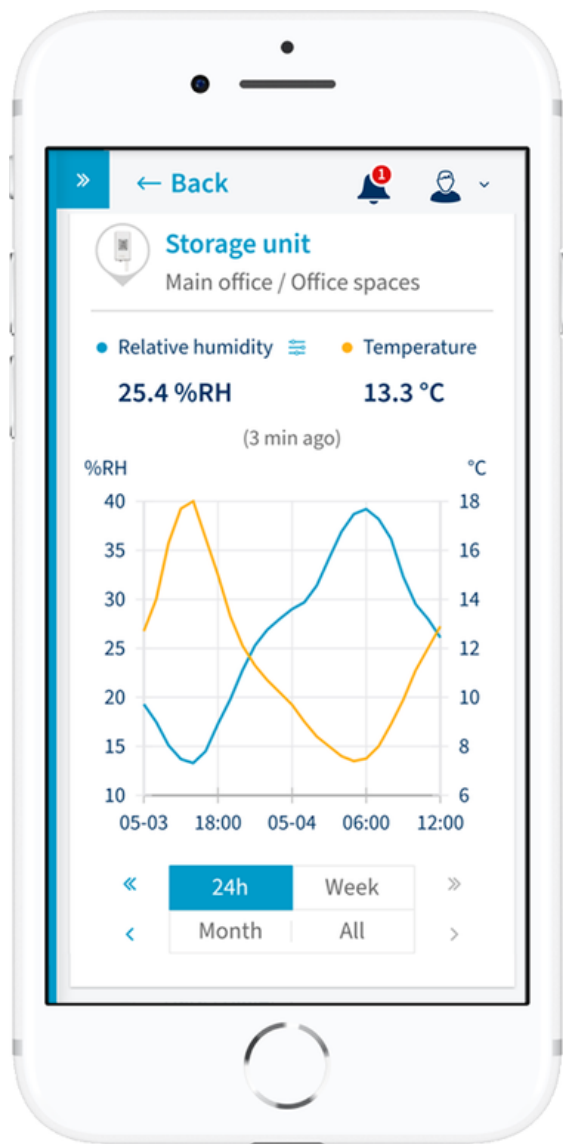 » ← Back 1
Storage unit
Main office / Office spaces
Relative humidity Temperature
25.4 %RH 13.3 °C
(3 min ago)
%RH °C
40 18
35 16
30 14
25 12
20 10
15 8
10 6
05-03 18:00 05-04 06:00 12:00
« 24h Week »
‹ Month All ›